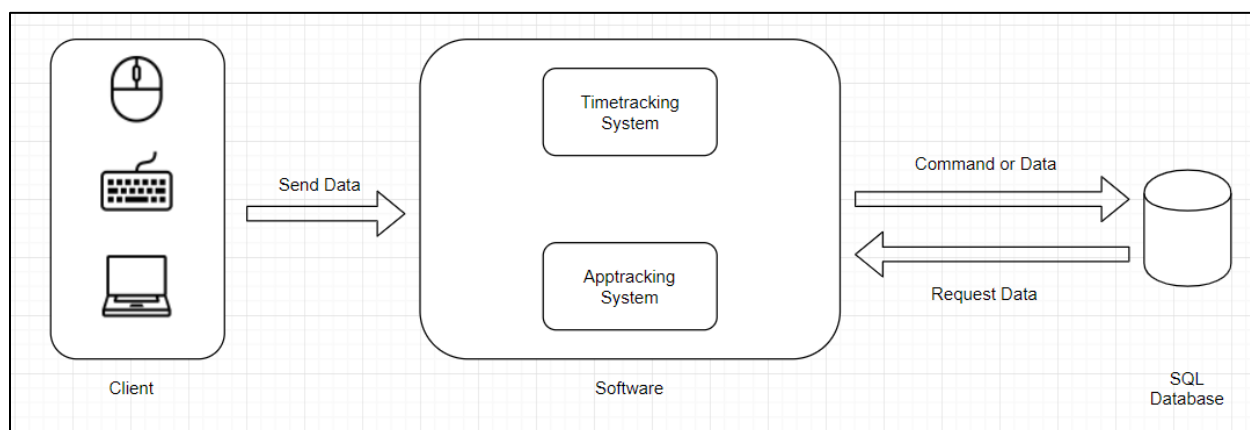 Timetracking
System
Send Data
Command or Data
Apptracking
System
Request Data
Client
Software
SQL
Database